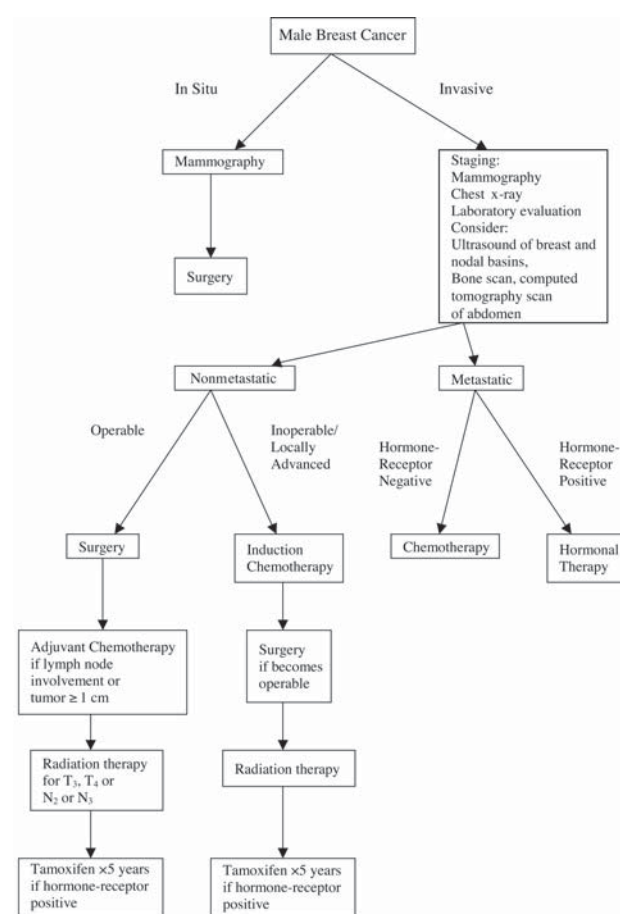 Male Breast Cancer
In Situ
Invasive
Mammography
Surgery
Staging:
Mammography
Chest x-ray
Laboratory evaluation
Consider:
Ultrasound of breast and
nodal basins,
Bone scan, computed
tomography scan
of abdomen
Nonmetastatic
Metastatic
Operable
Inoperable/
Locally
Advanced
Hormone-
Receptor
Negative
Hormone-
Receptor
Positive
Surgery
Induction
Chemotherapy
Chemotherapy
Hormonal
Therapy
Adjuvant Chemotherapy
if lymph node
involvement or
tumor ≥ 1 cm
Surgery
if becomes
operable
Radiation therapy
for T₃, T₄ or
N₂ or N₃
Radiation therapy
Tamoxifen ×5 years
if hormone-receptor
positive
Tamoxifen ×5 years
if hormone-receptor
positive